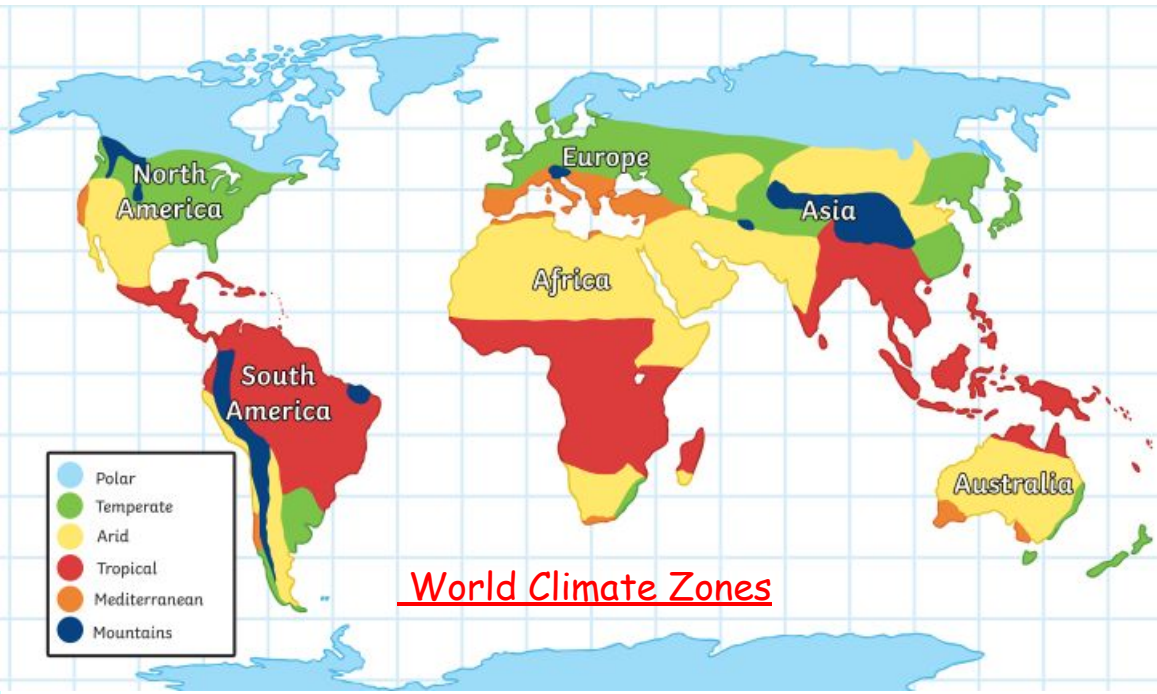 North
America
Europe
Asia
Africa
South
America
Australia
Polar
Temperate
Arid
Tropical
Mediterranean
Mountains
World Climate Zones